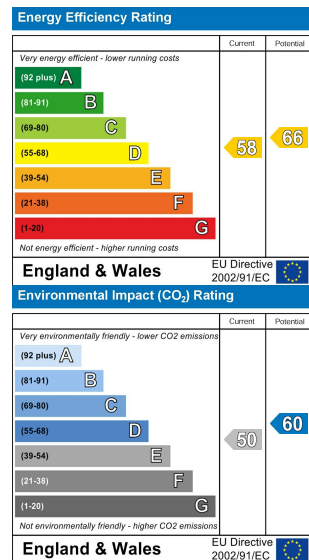 Energy Efficiency Rating
Current Potential
Very energy efficient - lower running costs
(92 plus) A
(81-91) B
(69-80) C
(55-68) D
58 66
(39-54) E
(21-38) F
(1-20) G
Not energy efficient - higher running costs
England & Wales
EU Directive
2002/91/EC
Environmental Impact (CO₂) Rating
Current Potential
Very environmentally friendly - lower CO2 emissions
(92 plus) A
(81-91) B
(69-80) C
(55-68) D
50 60
(39-54) E
(21-38) F
(1-20) G
Not environmentally friendly - higher CO2 emissions
England & Wales
EU Directive
2002/91/EC